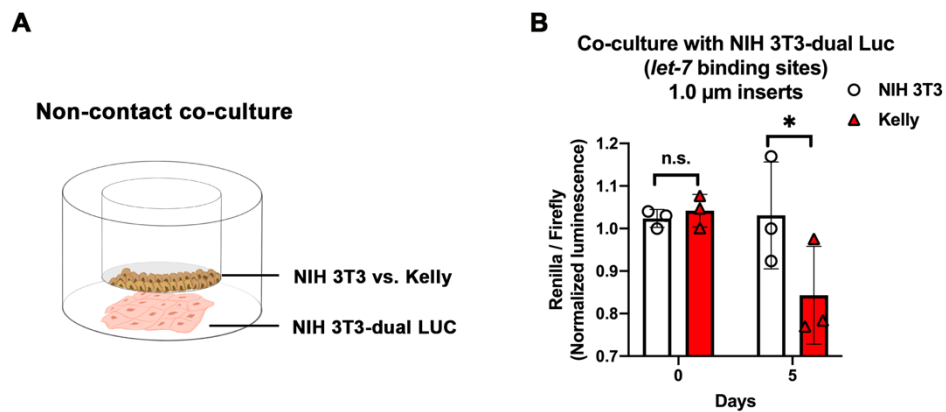 A
Non-contact co-culture
NIH 3T3 vs. Kelly
NIH 3T3-dual LUC
B
Co-culture with NIH 3T3-dual Luc
(let-7 binding sites)
1.0 μm inserts
NIH 3T3
Kelly
n.s.
*
Renilla / Firefly
(Normalized luminescence)
1.2
1.1
1.0
0.9
0.8
0.7
0
5
Days